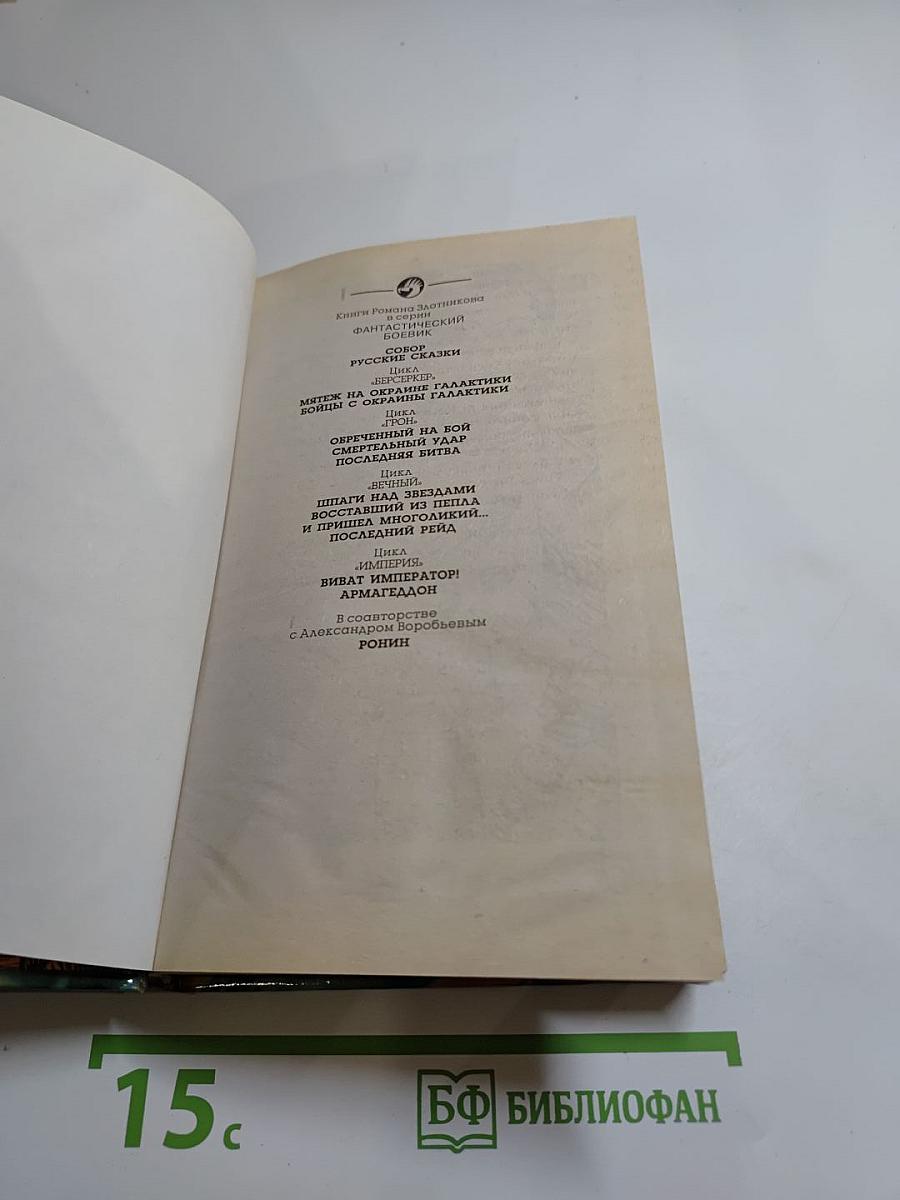 Книги Романа Злотникова
в серии
ФАНТАСТИЧЕСКИЙ
БОЕВИК
СОБОР
РУССКИЕ СКАЗКИ
Цикл
«БЕРСЕРКЕР»
МЯТЕЖ НА ОКРАИНЕ ГАЛАКТИКИ
БОЙЦЫ С ОКРАИНЫ ГАЛАКТИКИ
Цикл
«ГРОН»
ОБРЕЧЕННЫЙ НА БОЙ
СМЕРТЕЛЬНЫЙ УДАР
ПОСЛЕДНЯЯ БИТВА
Цикл
«ВЕЧНЫЙ»
ШПАГИ НАД ЗВЕЗДАМИ
ВОССТАВШИЙ ИЗ ПЕПЛА
И ПРИШЕЛ МНОГОЛИКИЙ...
ПОСЛЕДНИЙ РЕЙД
Цикл
«ИМПЕРИЯ»
ВИВАТ ИМПЕРАТОР!
АРМАГЕДДОН
В соавторстве
с Александром Воробьевым
РОНИН
15 с
БФ БИБЛИОФАН